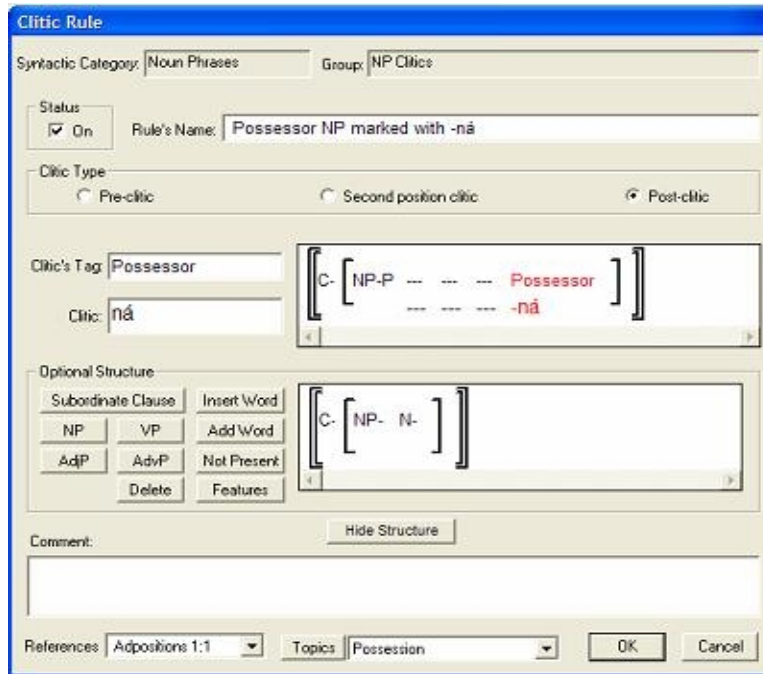 Clitic Rule
Syntactic Category: Noun Phrases Group: NP Clitics
Status
On Rule's Name: Possessor NP marked with -ná
Clitic Type
Pre-clitic Second position clitic Post-clitic
Clitic's Tag: Possessor
Clitic: ná
C- NP-P --- --- --- Possessor
--- --- --- -ná
Optional Structure
Subordinate Clause Insert Word
NP VP Add Word
AdjP AdvP Not Present
Delete Features
C- NP- N-
Hide Structure
Comment:
References Adpositions 1:1 Topics Possession OK Cancel